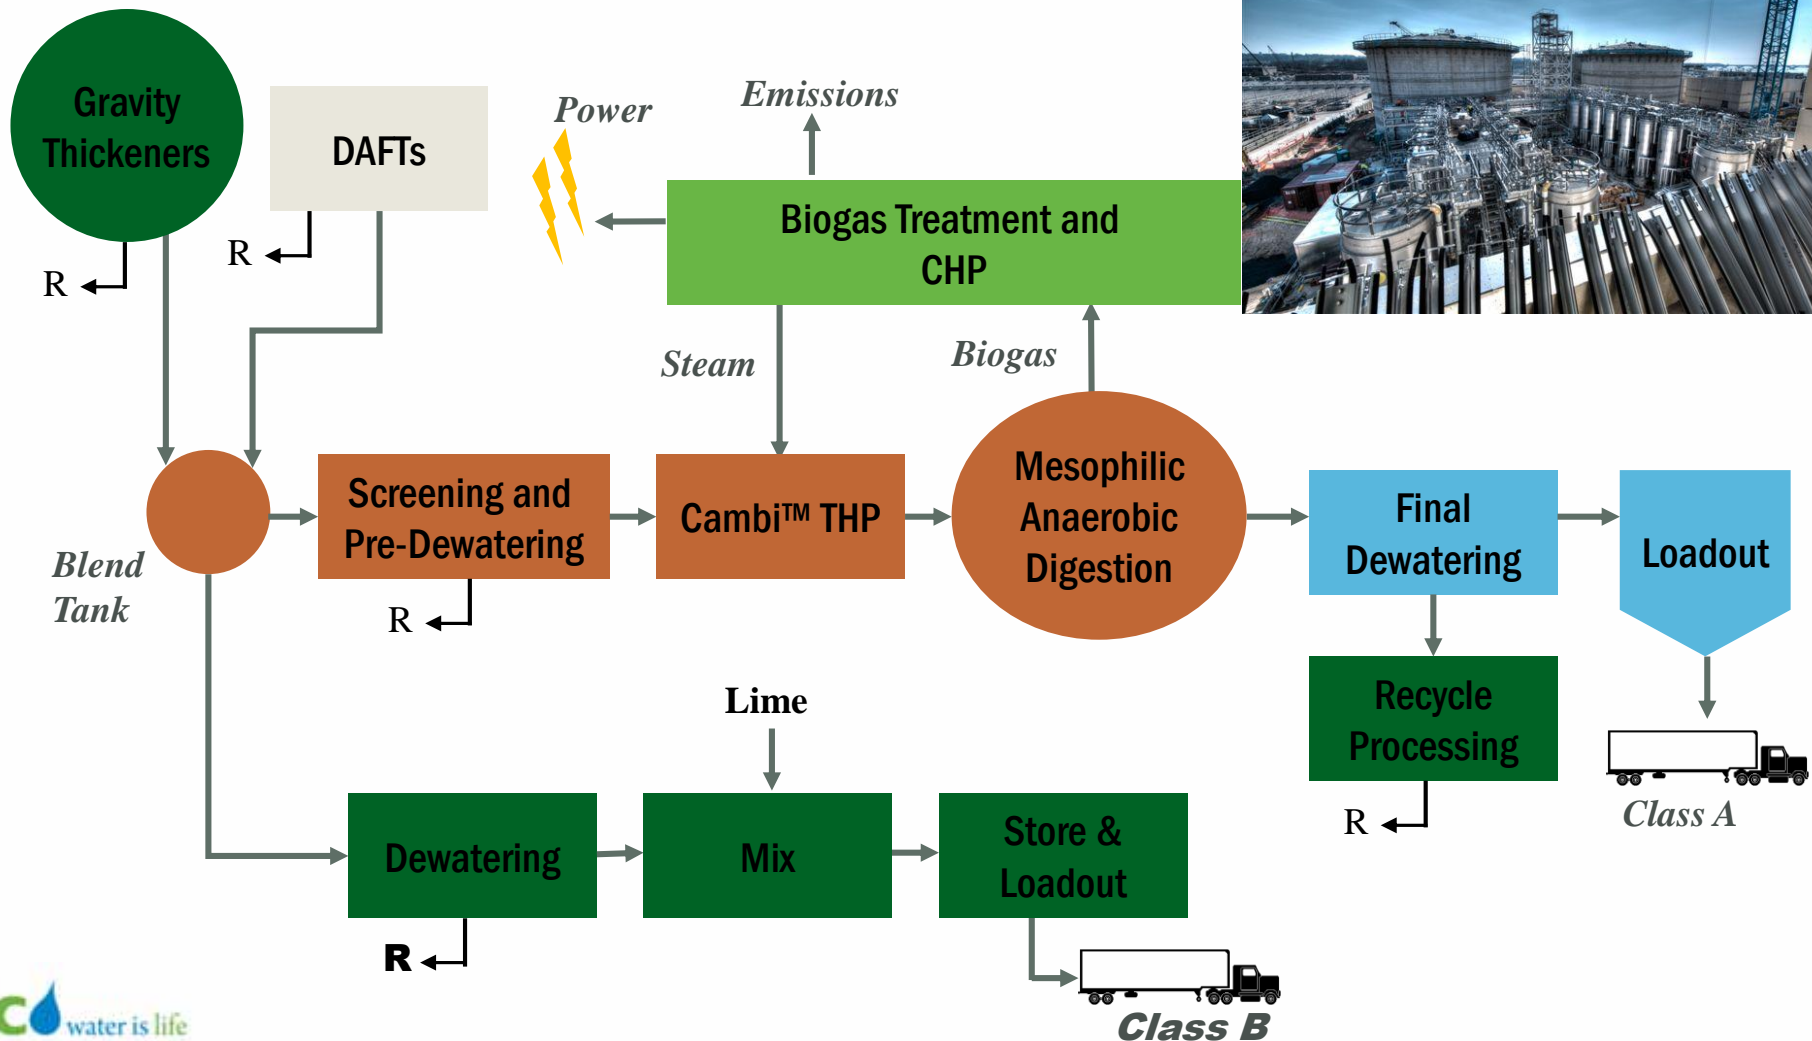 Gravity
Thickeners
DAFTs
Power
Emissions
Biogas Treatment and
CHP
R
R
Steam
Biogas
Blend
Tank
Screening and
Pre-Dewatering
R
Cambi™ THP
Mesophilic
Anaerobic
Digestion
Final
Dewatering
Loadout
Recycle
Processing
R
Class A
Lime
Dewatering
R
Mix
Store &
Loadout
Class B
C water is life